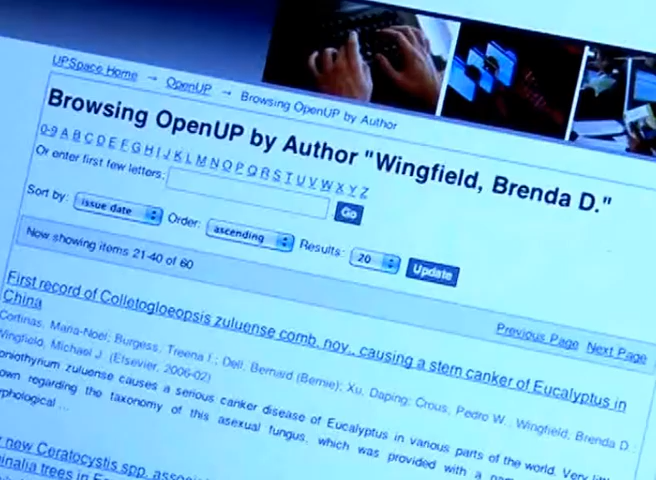 UPSpace Home → OpenUP → Browsing OpenUP by Author
Browsing OpenUP by Author "Wingfield, Brenda D."
0-9 A B C D E F G H I J K L M N O P Q R S T U V W X Y Z
Or enter first few letters: Go
Sort by: issue date Order: ascending Results: 20 Update
Now showing items 21-40 of 60
Previous Page Next Page
First record of Colletogloeopsis zuluense comb. nov., causing a stem canker of Eucalyptus in
China
Cortinas, Maria-Noel; Burgess, Treena I.; Dell, Bernard (Bernie); Xu, Daping; Crous, Pedro W.; Wingfield, Brenda D.;
Wingfield, Michael J. (Elsevier, 2006-02)
zuluense causes a serious canker disease of Eucalyptus in various parts of the world. Very
regarding the taxonomy of this asexual fungus, which was provided with a
new Ceratocystis spp.
trees in